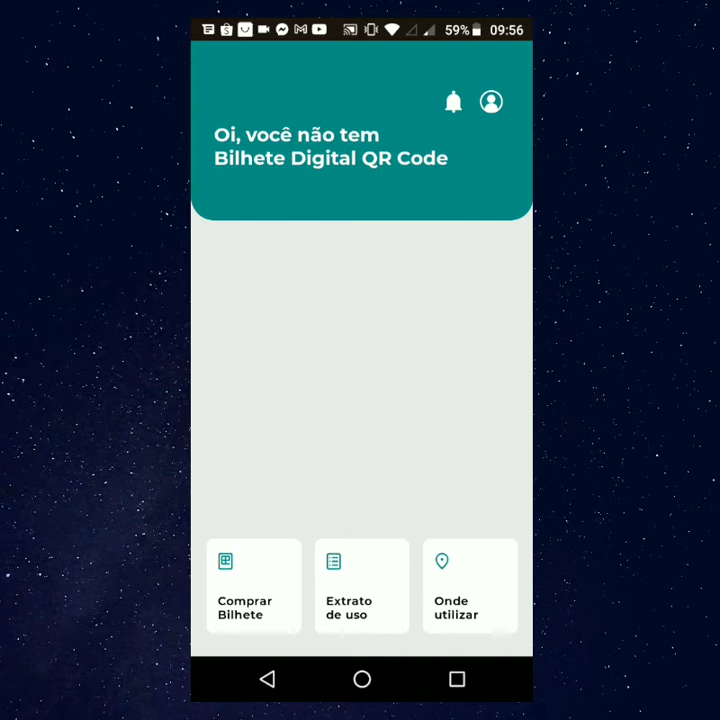 59% 09:56
Oi, você não tem
Bilhete Digital QR Code
Comprar
Bilhete
Extrato
de uso
Onde
utilizar